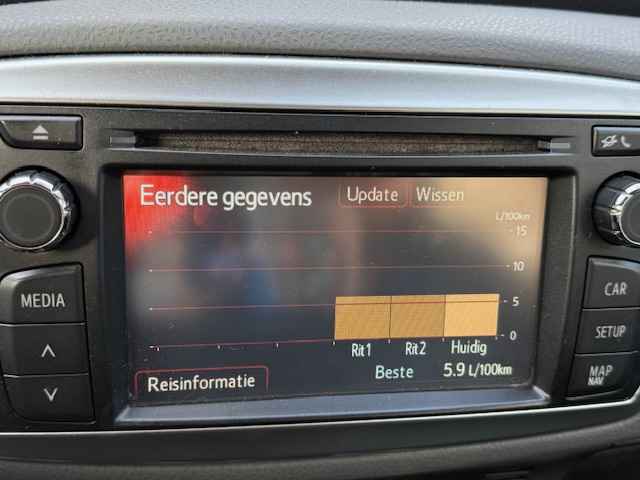 Eerdere gegevens Update Wissen
L/100km
15
10
5
0
Rit1 Rit2 Huidig
Beste 5.9 L/100km
Reisinformatie
MEDIA
CAR
SETUP
MAP
NAV